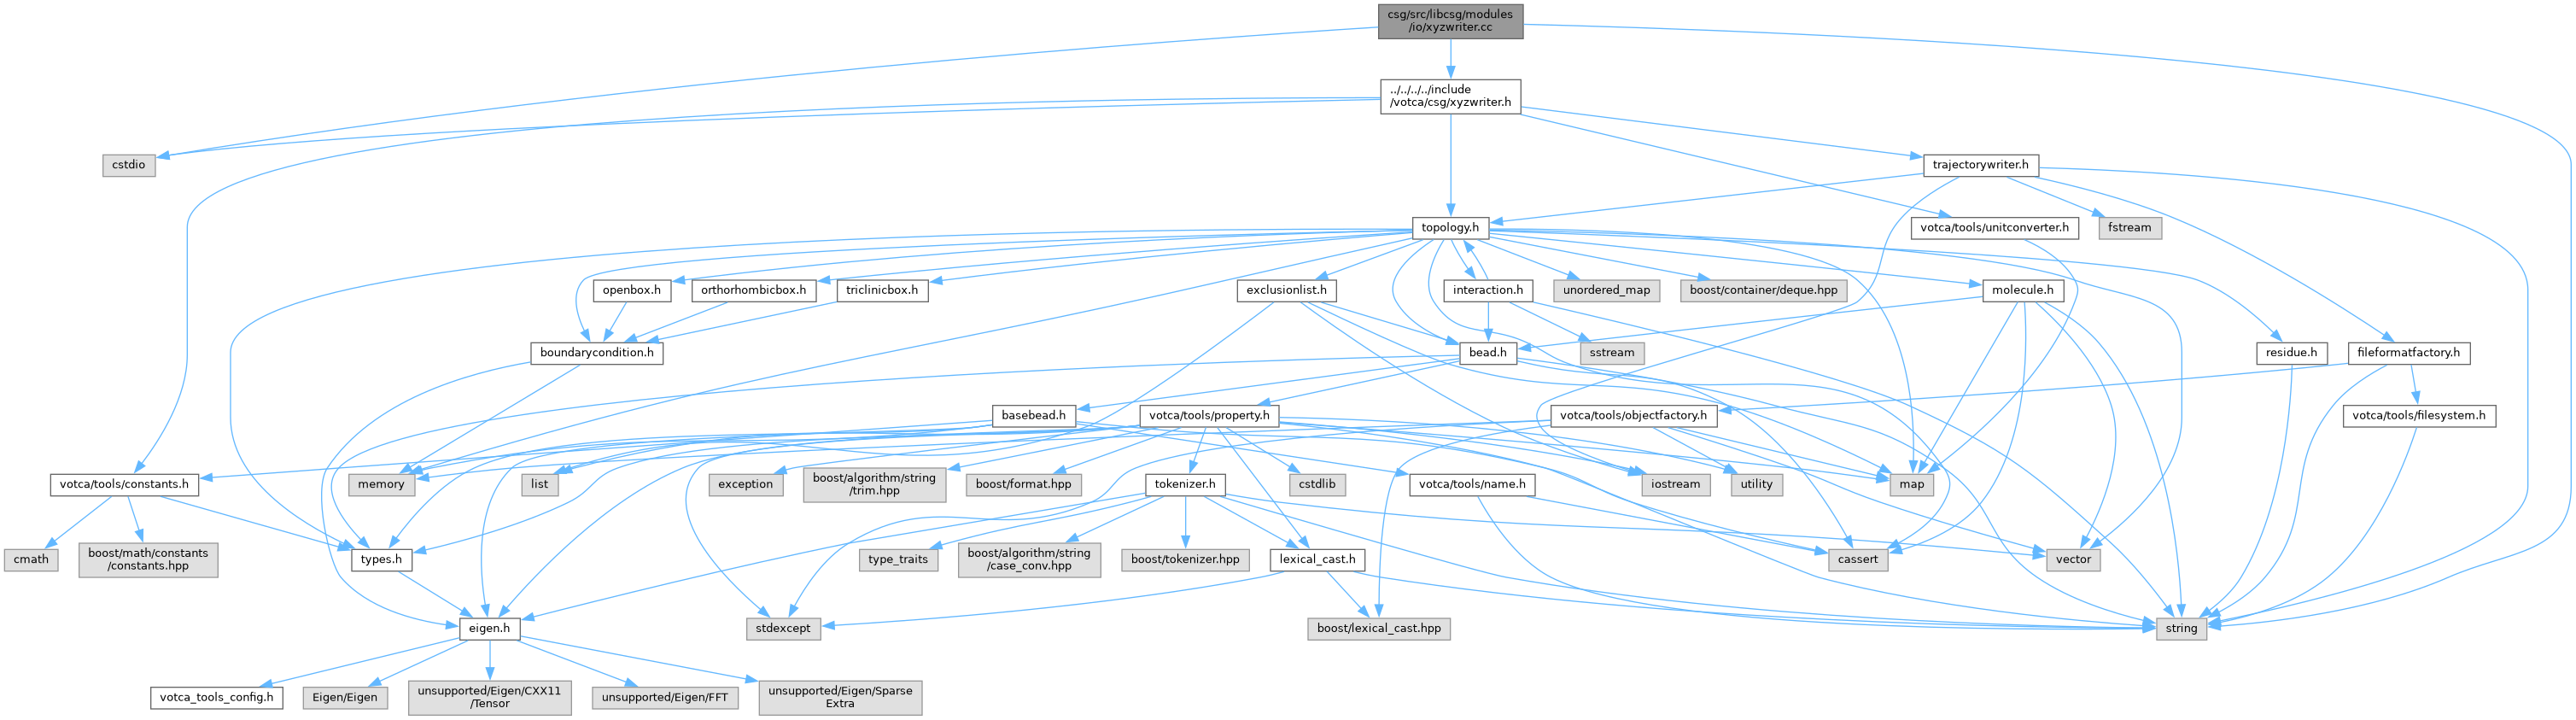 csg/src/libcsg/modules
/io/xyzwriter.cc
../../../../include
/votca/csg/xyzwriter.h
cstdio
trajectorywriter.h
topology.h
votca/tools/unitconverter.h
fstream
openbox.h
orthorhombicbox.h
triclinicbox.h
exclusionlist.h
interaction.h
unordered_map
boost/container/deque.hpp
molecule.h
boundarycondition.h
bead.h
sstream
residue.h
fileformatfactory.h
basebead.h
votca/tools/property.h
votca/tools/objectfactory.h
votca/tools/filesystem.h
votca/tools/constants.h
memory
list
exception
boost/algorithm/string
/trim.hpp
boost/format.hpp
tokenizer.h
cstdlib
votca/tools/name.h
iostream
utility
map
cmath
boost/math/constants
/constants.hpp
types.h
type_traits
boost/algorithm/string
/case_conv.hpp
boost/tokenizer.hpp
lexical_cast.h
cassert
vector
eigen.h
stdexcept
boost/lexical_cast.hpp
string
votca_tools_config.h
Eigen/Eigen
unsupported/Eigen/CXX11
/Tensor
unsupported/Eigen/FFT
unsupported/Eigen/Sparse
Extra